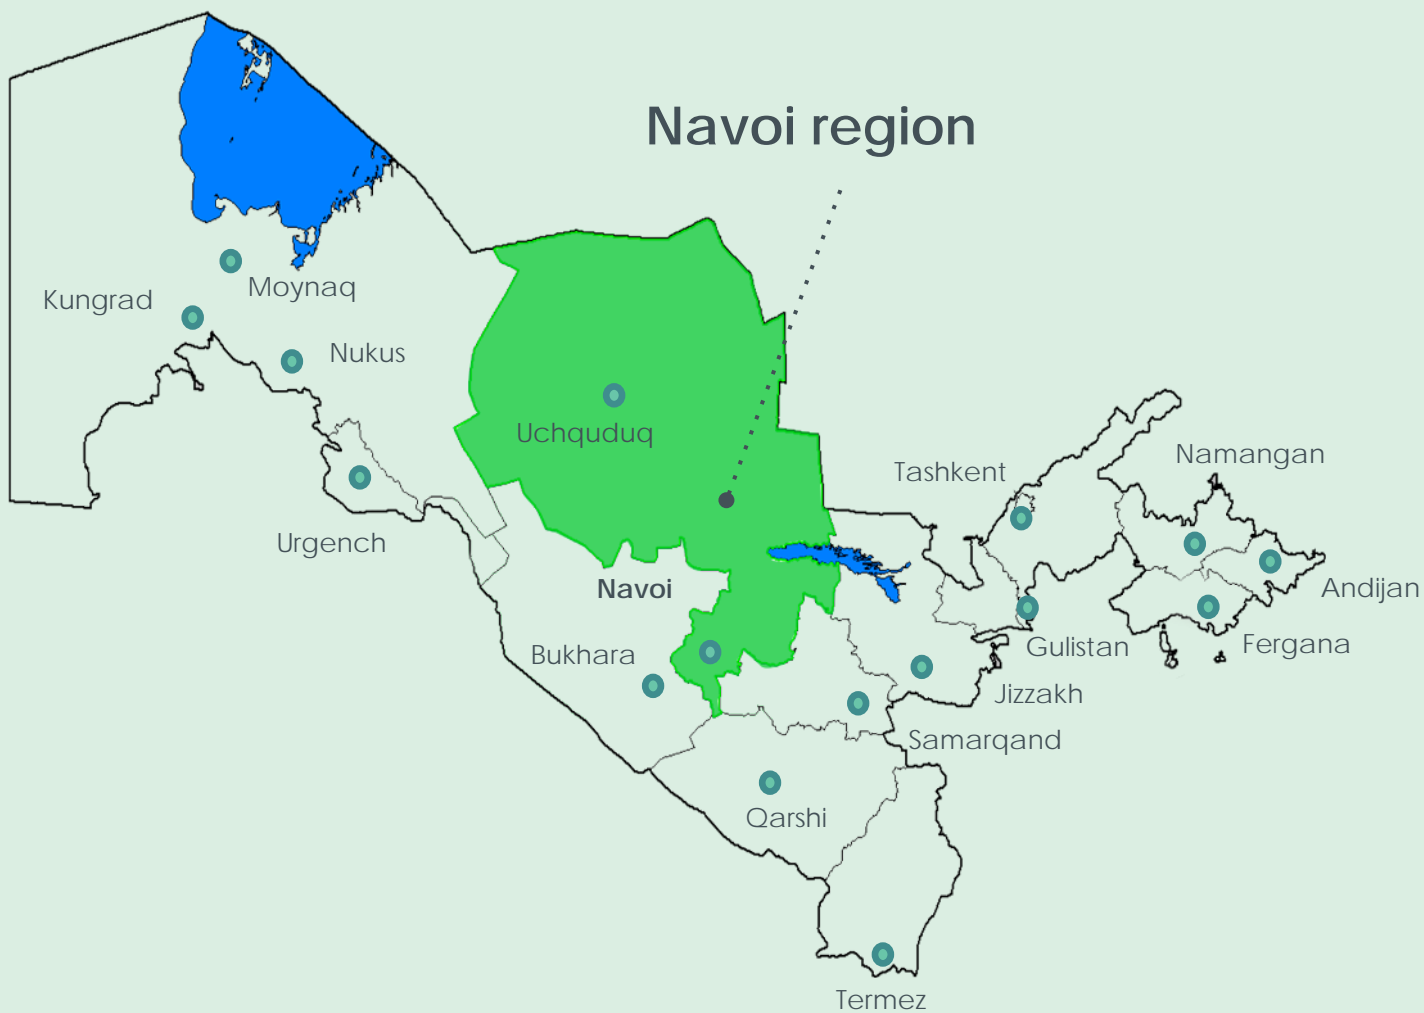 Navoi region
Moynaq
Kungrad
Nukus
Uchquduq
Urgench
Tashkent
Namangan
Navoi
Andijan
Bukhara
Gulistan
Fergana
Jizzakh
Samarqand
Qarshi
Termez